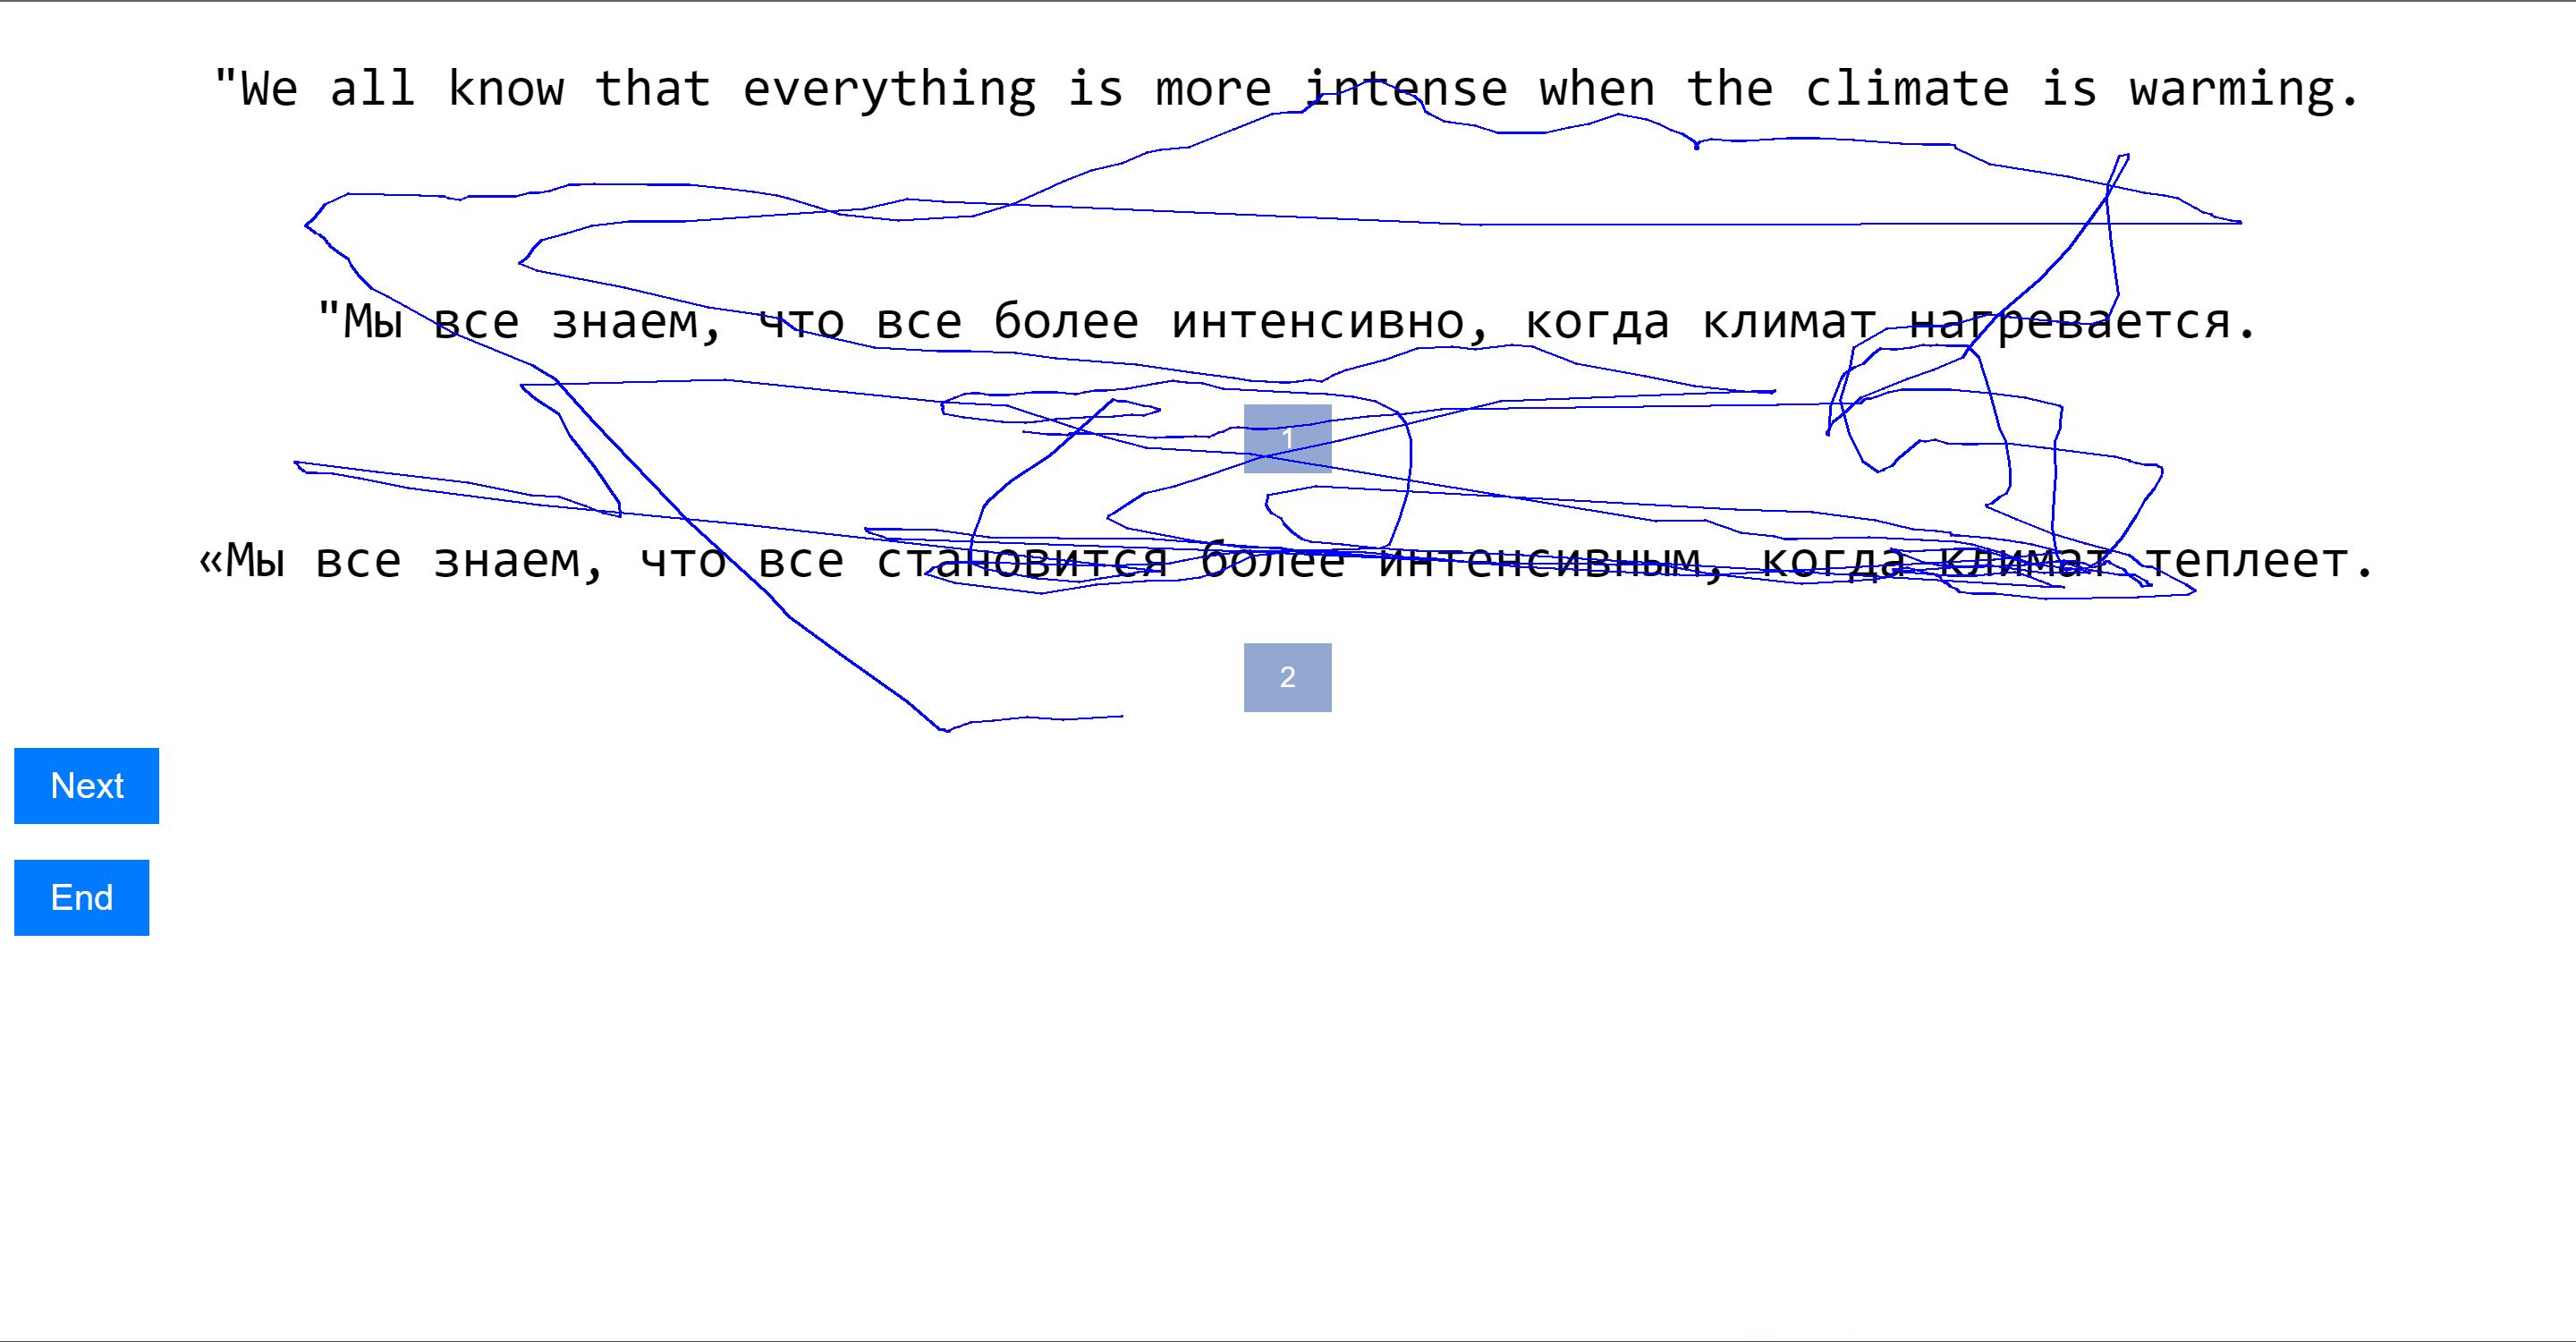 "We all know that everything is more intense when the climate is warming.
"Мы все знаем, что все более интенсивно, когда климат нагревается.
1
«Мы все знаем, что все становится более интенсивным, когда климат теплеет.
2
Next
End